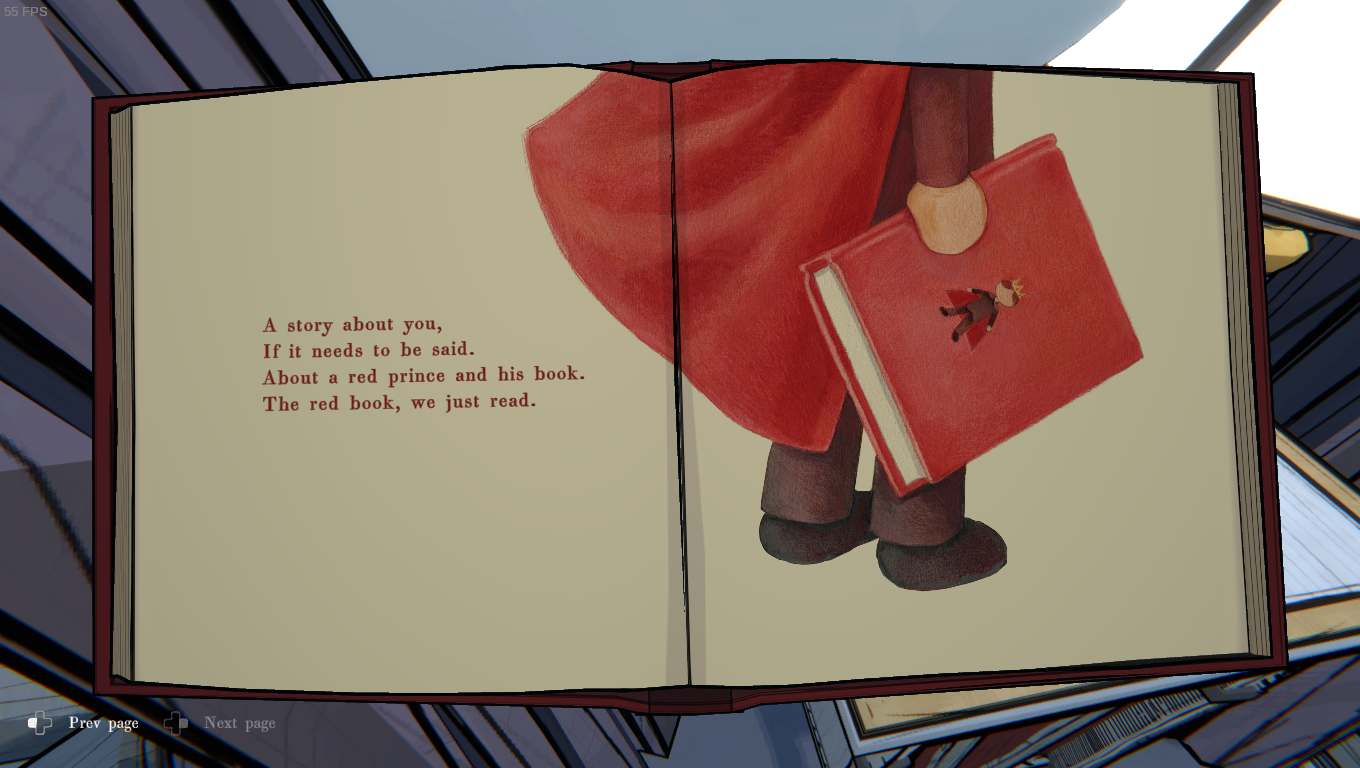 55 FPS
A story about you,
If it needs to be said.
About a red prince and his book.
The red book, we just read.
Prev page
Next page